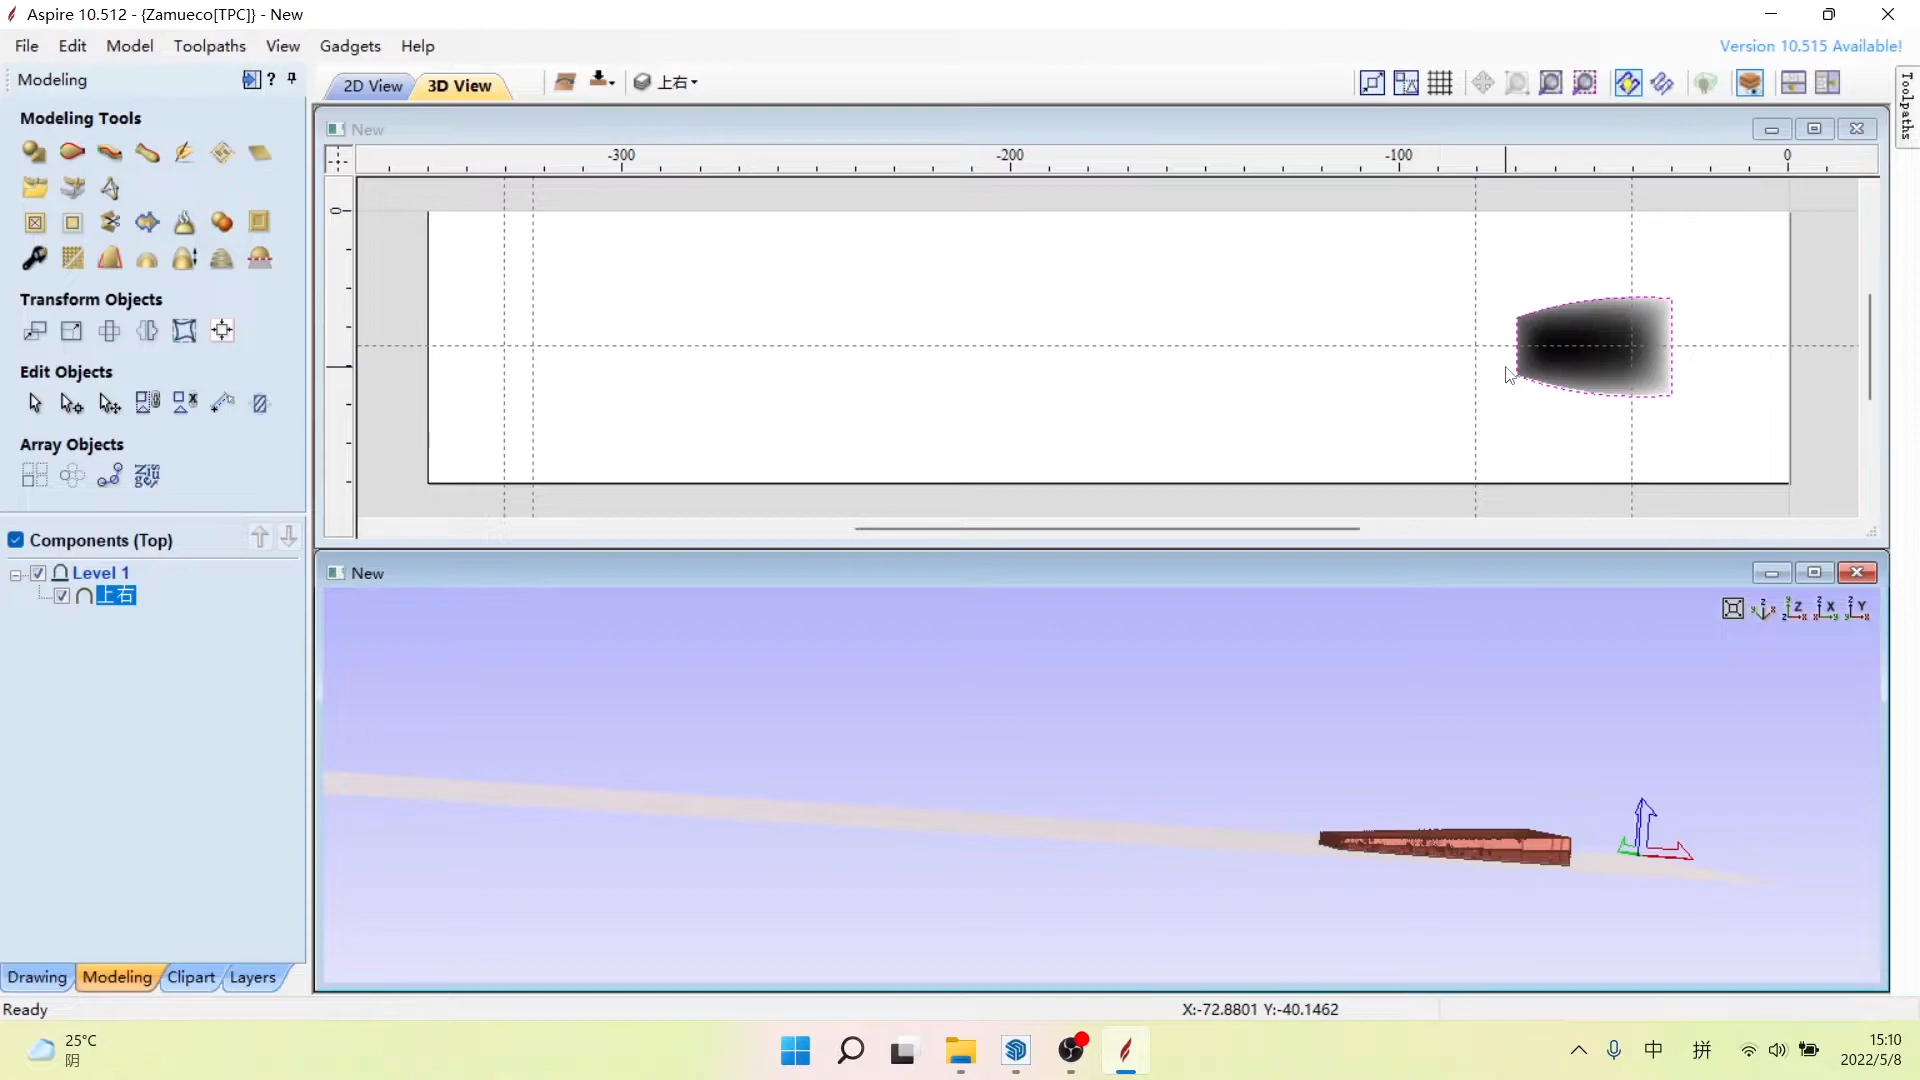 Aspire 10.512 - {Zamueco[TPC]} - New
File Edit Model Toolpaths View Gadgets Help
Version 10.515 Available!
Modeling
?
2D View
3D View
上右
Toolpaths
Modeling Tools
New
-300 -200 -100 0
0
Transform Objects
Edit Objects
Array Objects
Components (Top)
Level 1
上右
New
Drawing Modeling Clipart Layers
Ready
X:-72.8801 Y:-40.1462
25°C
阴
中
拼
15:10
2022/5/8